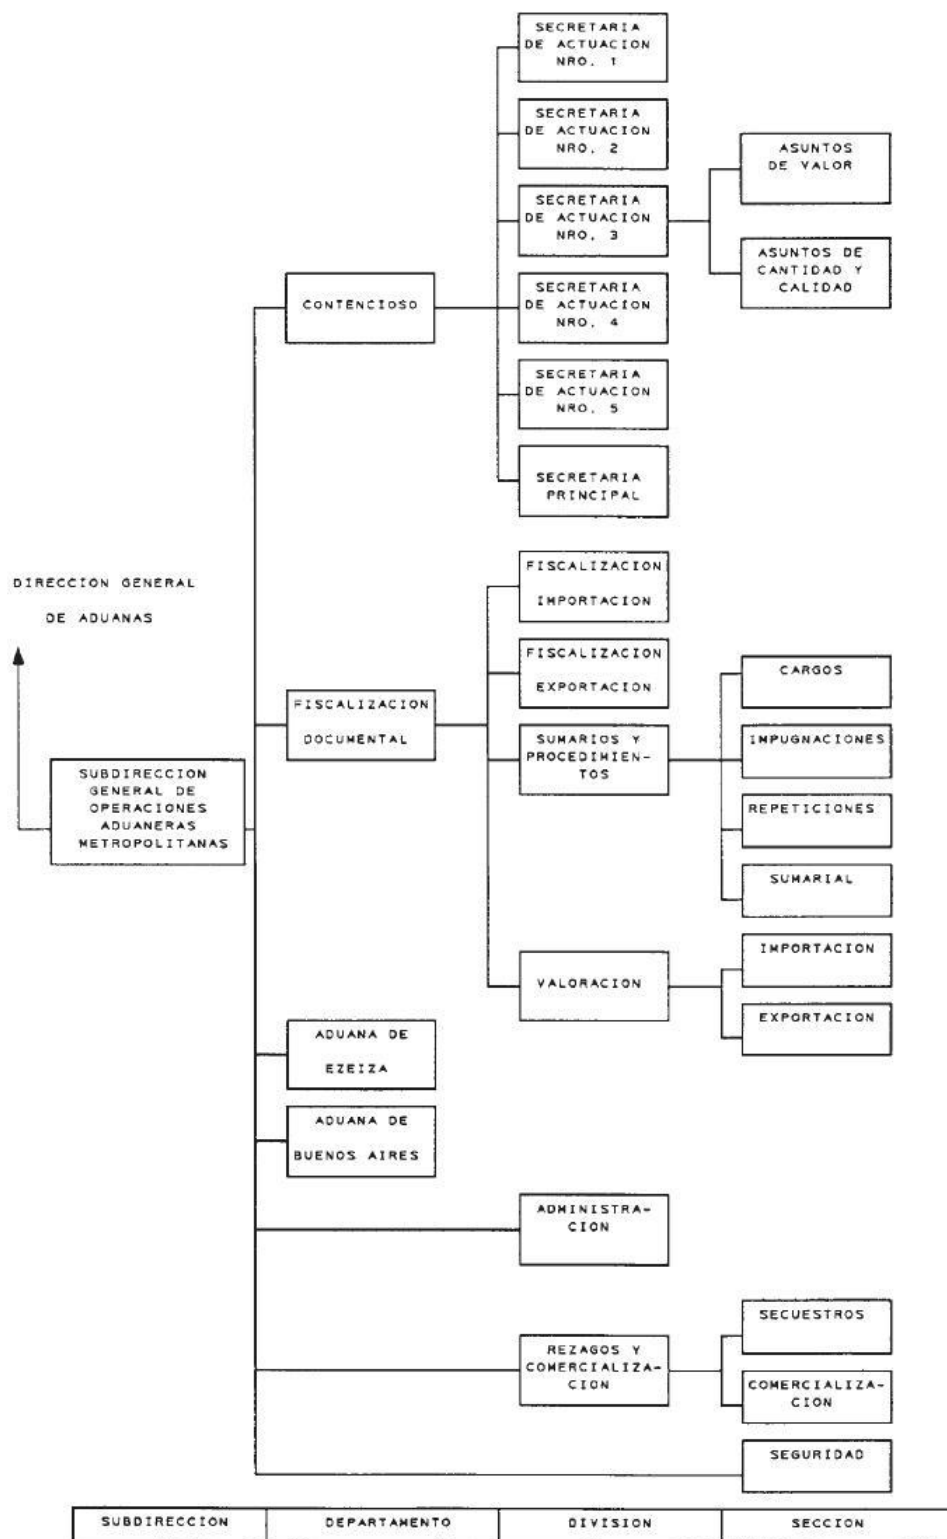 SECRETARIA
DE ACTUACION
NRO. 1
SECRETARIA
DE ACTUACION
NRO. 2
ASUNTOS
DE VALOR
SECRETARIA
DE ACTUACION
NRO. 3
ASUNTOS DE
CANTIDAD Y
CALIDAD
CONTENCIOSO
SECRETARIA
DE ACTUACION
NRO. 4
SECRETARIA
DE ACTUACION
NRO. 5
SECRETARIA
PRINCIPAL
DIRECCION GENERAL
DE ADUANAS
FISCALIZACION
IMPORTACION
FISCALIZACION
EXPORTACION
CARGOS
FISCALIZACION
DOCUMENTAL
SUMARIOS Y
PROCEDIMIEN-
TOS
IMPUGNACIONES
SUBDIRECCION
GENERAL DE
OPERACIONES
ADUANERAS
METROPOLITANAS
REPETICIONES
SUMARIAL
VALORACION
IMPORTACION
EXPORTACION
ADUANA DE
EZEIZA
ADUANA DE
BUENOS AIRES
ADMINISTRA-
CION
SECUESTROS
REZAGOS Y
COMERCIALIZA-
CION
COMERCIALIZA-
CION
SEGURIDAD
SUBDIRECCION DEPARTAMENTO DIVISION SECCION